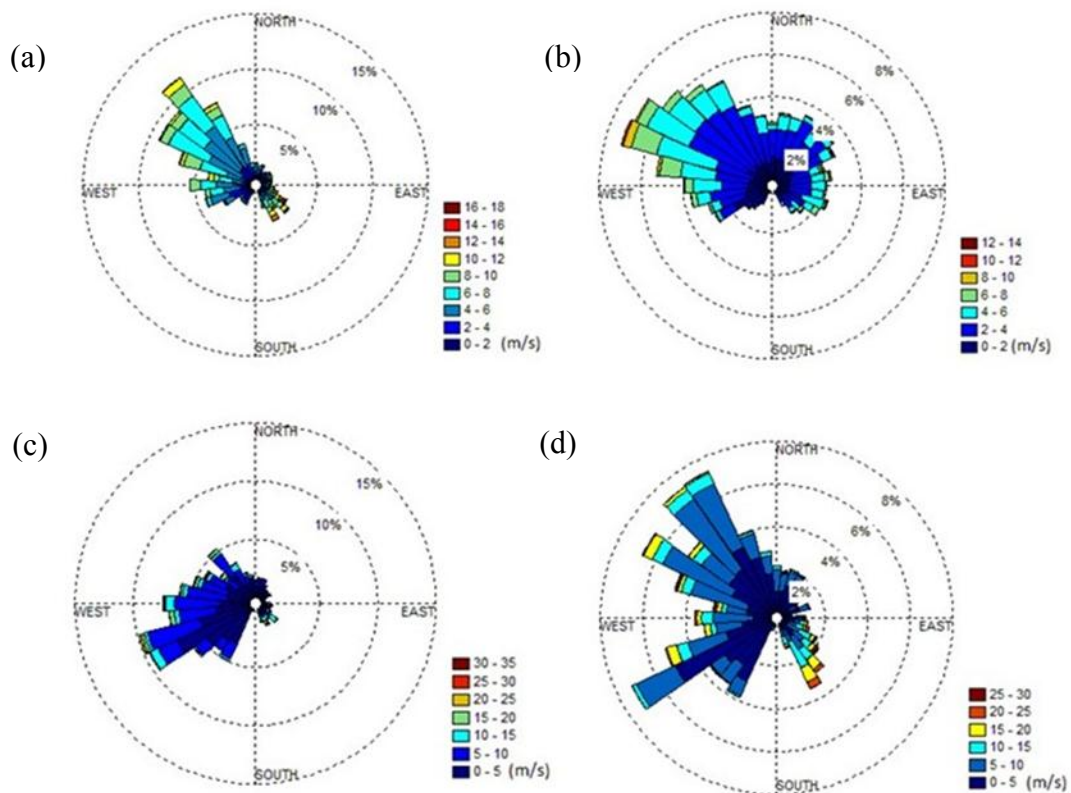 (a)
NORTH
15%
10%
5%
WEST
EAST
SOUTH
16 - 18
14 - 16
12 - 14
10 - 12
8 - 10
6 - 8
4 - 6
2 - 4
0 - 2 (m/s)
(b)
NORTH
8%
6%
4%
2%
WEST
EAST
SOUTH
12 - 14
10 - 12
8 - 10
6 - 8
4 - 6
2 - 4
0 - 2 (m/s)
(c)
NORTH
15%
10%
5%
WEST
EAST
SOUTH
30 - 35
25 - 30
20 - 25
15 - 20
10 - 15
5 - 10
0 - 5 (m/s)
(d)
NORTH
8%
6%
4%
2%
WEST
EAST
SOUTH
25 - 30
20 - 25
15 - 20
10 - 15
5 - 10
0 - 5 (m/s)